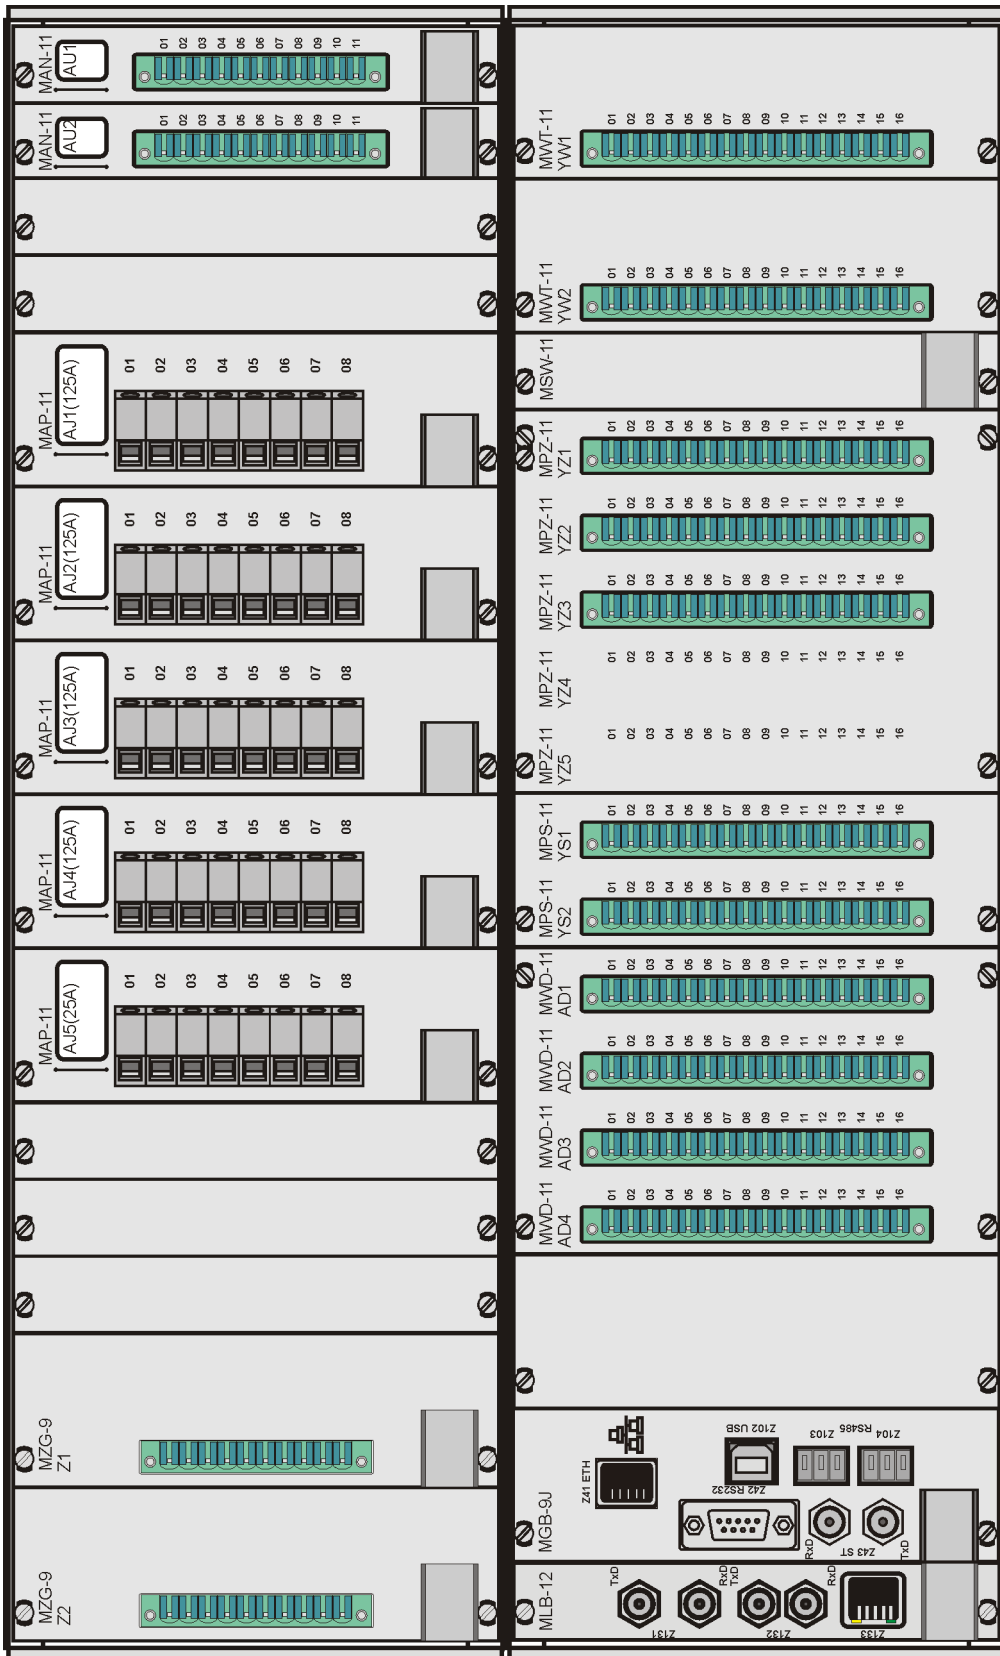 MAN-11
AU1
01 02 03 04 05 06 07 08 09 10 11
MAN-11
AU2
01 02 03 04 05 06 07 08 09 10 11
MAP-11
AJ1(125A)
01 02 03 04 05 06 07 08
MAP-11
AJ2(125A)
01 02 03 04 05 06 07 08
MAP-11
AJ3(125A)
01 02 03 04 05 06 07 08
MAP-11
AJ4(125A)
01 02 03 04 05 06 07 08
MAP-11
AJ5(25A)
01 02 03 04 05 06 07 08
MZG-9
Z1
MZG-9
Z2
MWT-11
YW1
01 02 03 04 05 06 07 08 09 10 11 12 13 14 15 16
MWT-11
YW2
01 02 03 04 05 06 07 08 09 10 11 12 13 14 15 16
MSW-11
MPZ-11
YZ1
01 02 03 04 05 06 07 08 09 10 11 12 13 14 15 16
MPZ-11
YZ2
01 02 03 04 05 06 07 08 09 10 11 12 13 14 15 16
MPZ-11
YZ3
01 02 03 04 05 06 07 08 09 10 11 12 13 14 15 16
MPZ-11
YZ4
01 02 03 04 05 06 07 08 09 10 11 12 13 14 15 16
MPZ-11
YZ5
01 02 03 04 05 06 07 08 09 10 11 12 13 14 15 16
MPS-11
YS1
01 02 03 04 05 06 07 08 09 10 11 12 13 14 15 16
MPS-11
YS2
01 02 03 04 05 06 07 08 09 10 11 12 13 14 15 16
MWD-11
AD1
01 02 03 04 05 06 07 08 09 10 11 12 13 14 15 16
MWD-11
AD2
01 02 03 04 05 06 07 08 09 10 11 12 13 14 15 16
MWD-11
AD3
01 02 03 04 05 06 07 08 09 10 11 12 13 14 15 16
MWD-11
AD4
01 02 03 04 05 06 07 08 09 10 11 12 13 14 15 16
MGB-9J
Z41 ETH
Z102 USB
Z103 RS485 Z104
Z42 RS232
RxD Z43 ST TxD
MLB-12
TxD RxD
TxD RxD
Z131
Z132
Z133